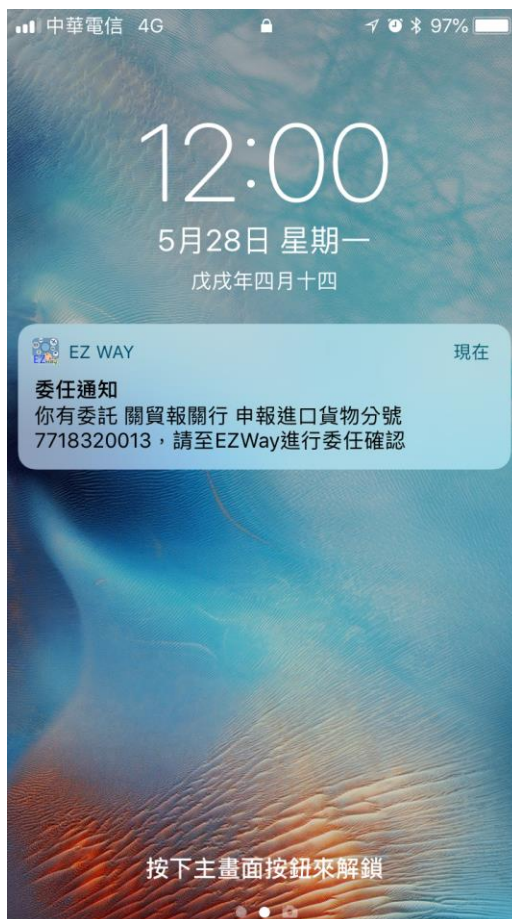 中華電信 4G 97%
12:00
5月28日 星期一
戊戌年四月十四
EZ WAY 現在
委任通知
你有委託 關貿報關行 申報進口貨物分號
7718320013,請至EZWay進行委任確認
按下主畫面按鈕來解鎖